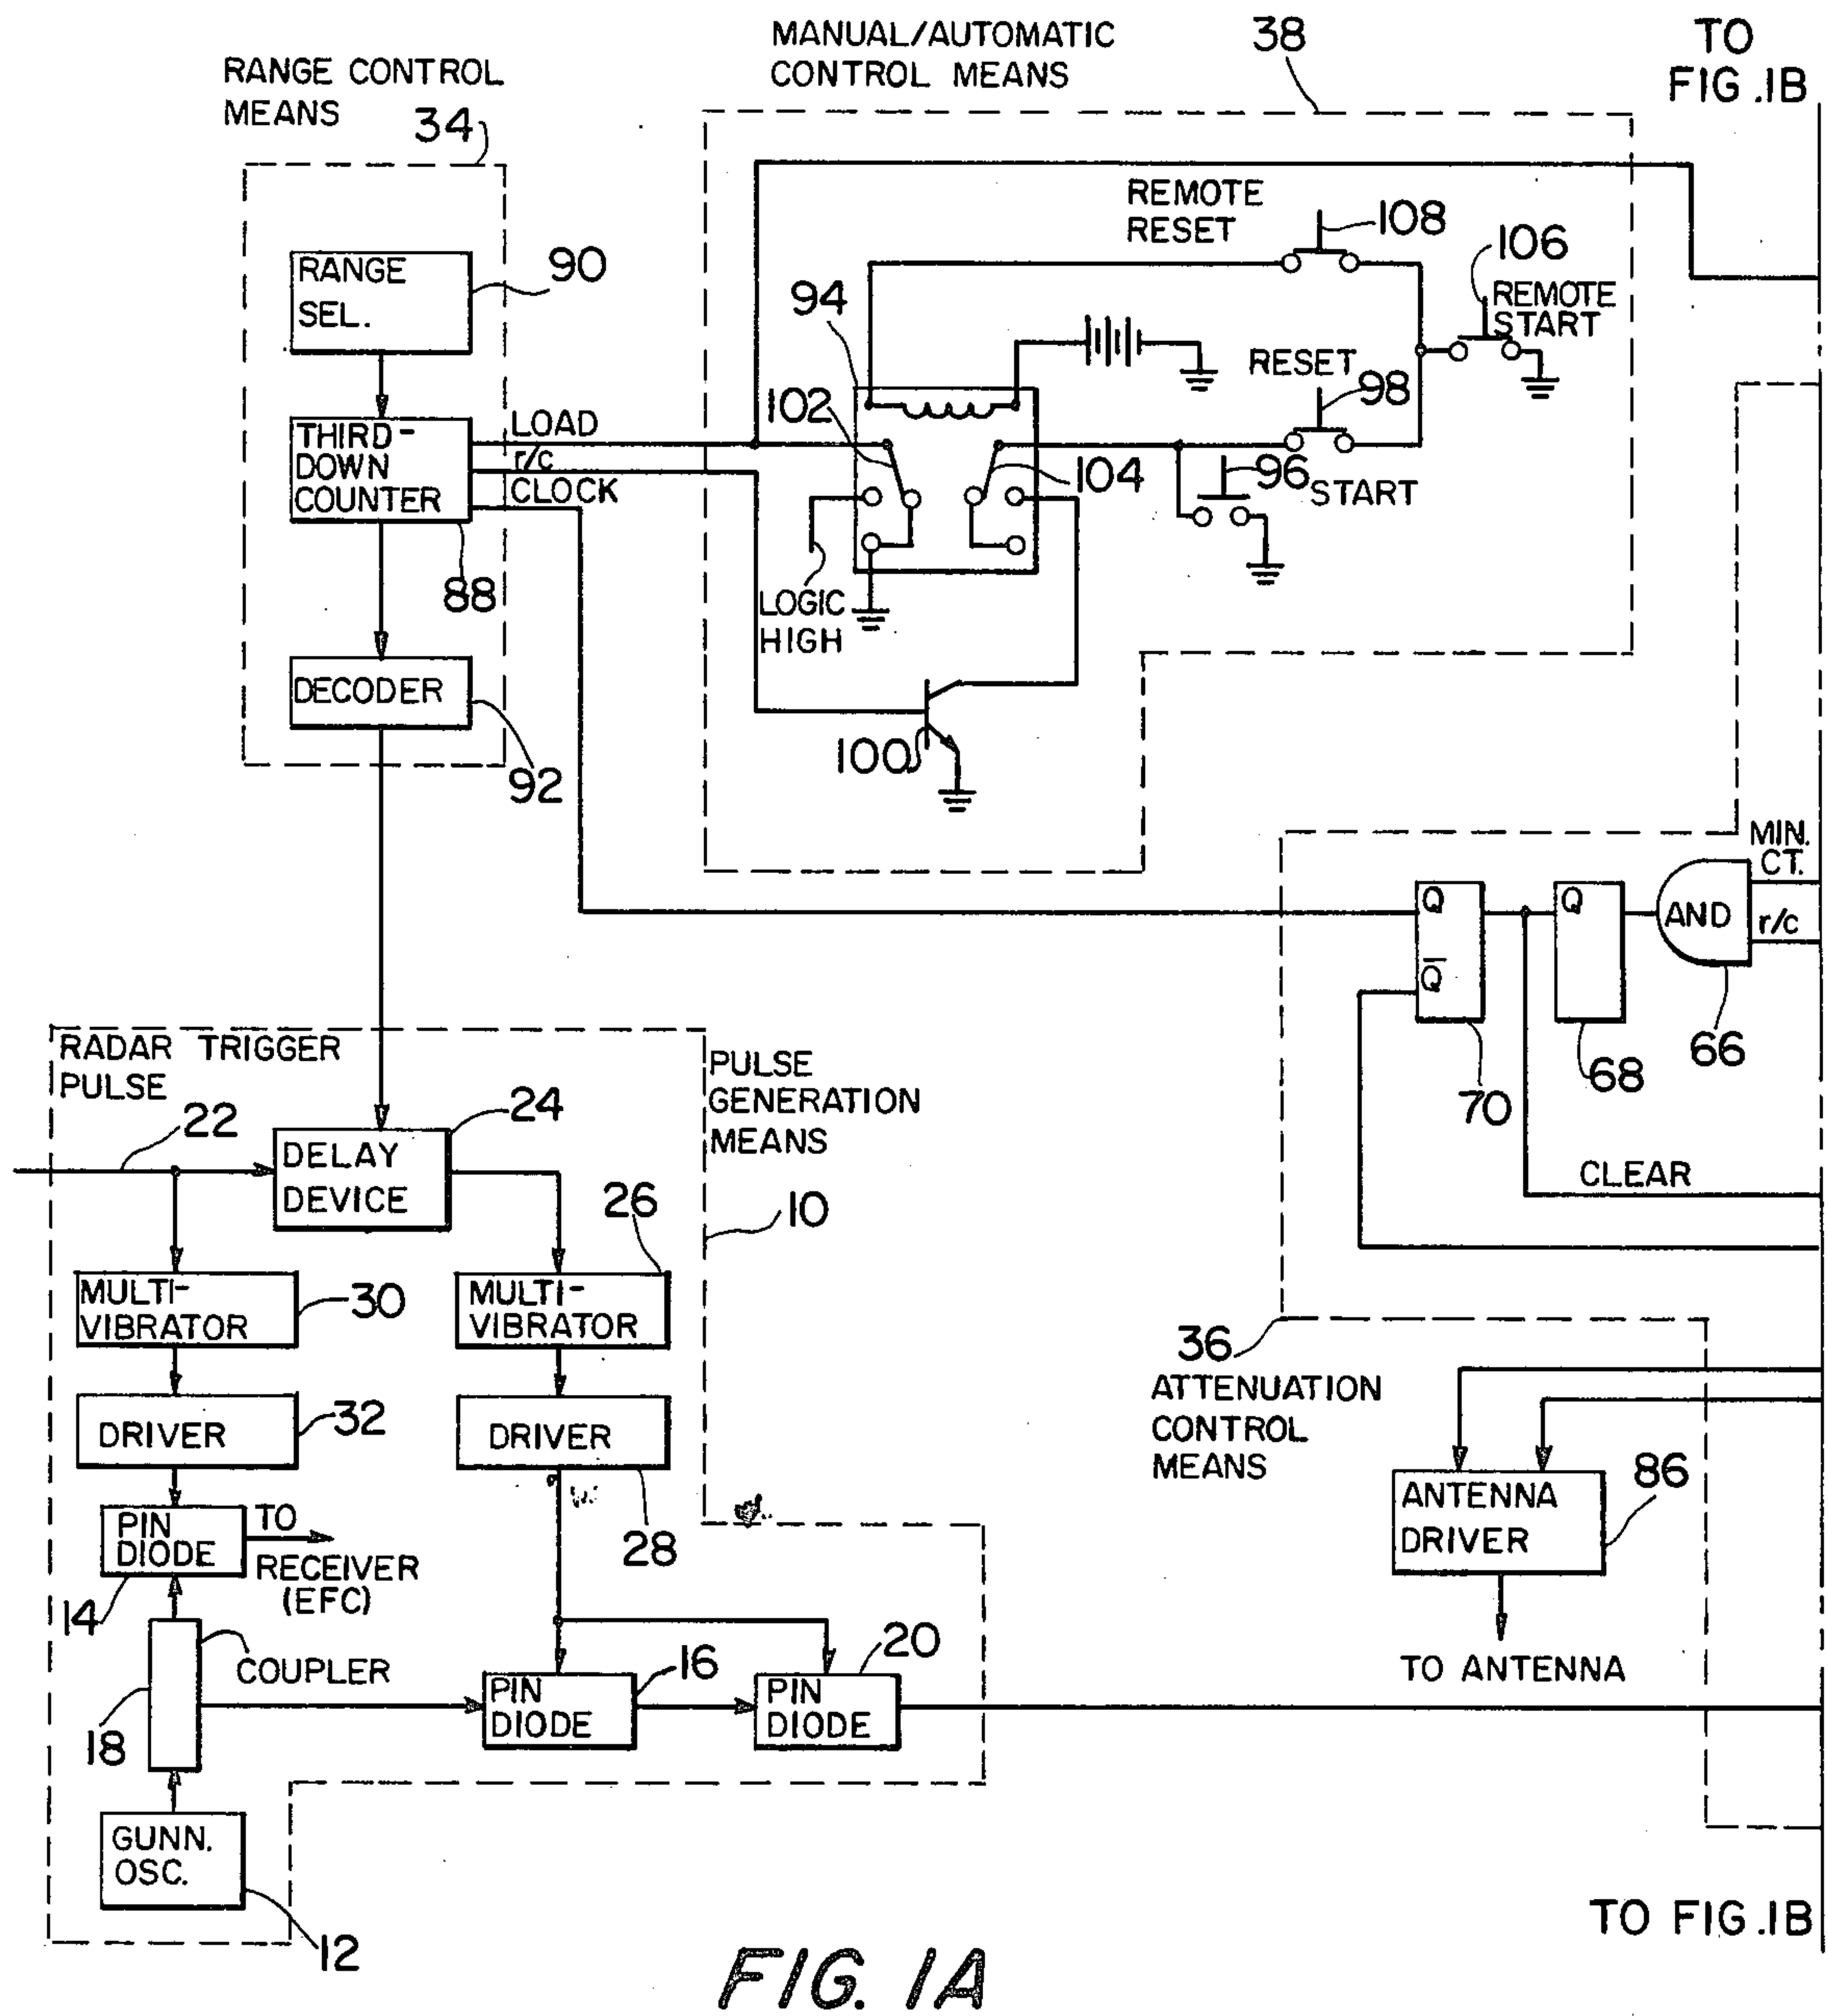 MANUAL/AUTOMATIC
CONTROL MEANS
38
TO
FIG.1B
RANGE CONTROL
MEANS
34
REMOTE
RESET
108
106
REMOTE
START
RANGE
SEL.
90
94
RESET
98
102
104
96
START
THIRD-
DOWN
COUNTER
LOAD
r/c
CLOCK
88
LOGIC
HIGH
DECODER
92
100
MIN.
CT.
r/c
AND
66
Q
68
Q
Q̅
70
CLEAR
RADAR TRIGGER
PULSE
PULSE
GENERATION
MEANS
10
22
DELAY
DEVICE
24
MULTI-
VIBRATOR
30
MULTI-
VIBRATOR
26
DRIVER
32
DRIVER
28
36
ATTENUATION
CONTROL
MEANS
ANTENNA
DRIVER
86
TO ANTENNA
PIN
DIODE
14
TO
RECEIVER
(EFC)
COUPLER
18
PIN
DIODE
16
PIN
DIODE
20
GUNN.
OSC.
12
TO FIG.1B
FIG. 1A